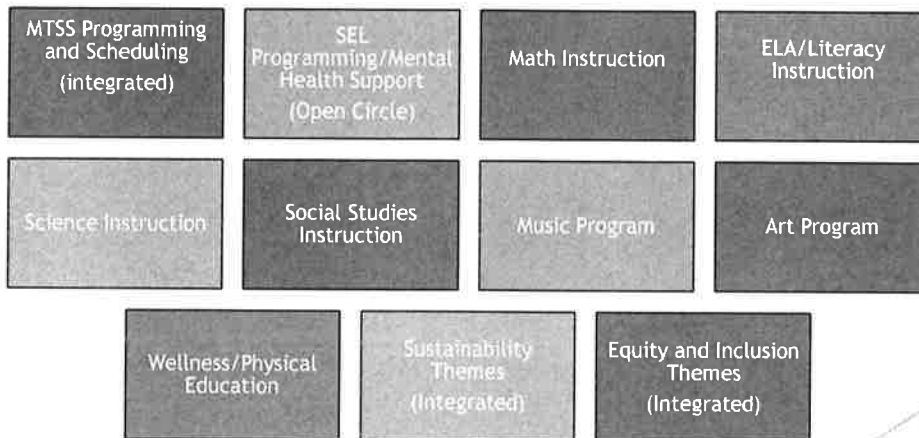 MTSS Programming
and Scheduling
(integrated)
SEL
Programming/Mental
Health Support
(Open Circle)
Math Instruction
ELA/Literacy
Instruction
Science Instruction
Social Studies
Instruction
Music Program
Art Program
Wellness/Physical
Education
Sustainability
Themes
(Integrated)
Equity and Inclusion
Themes
(Integrated)